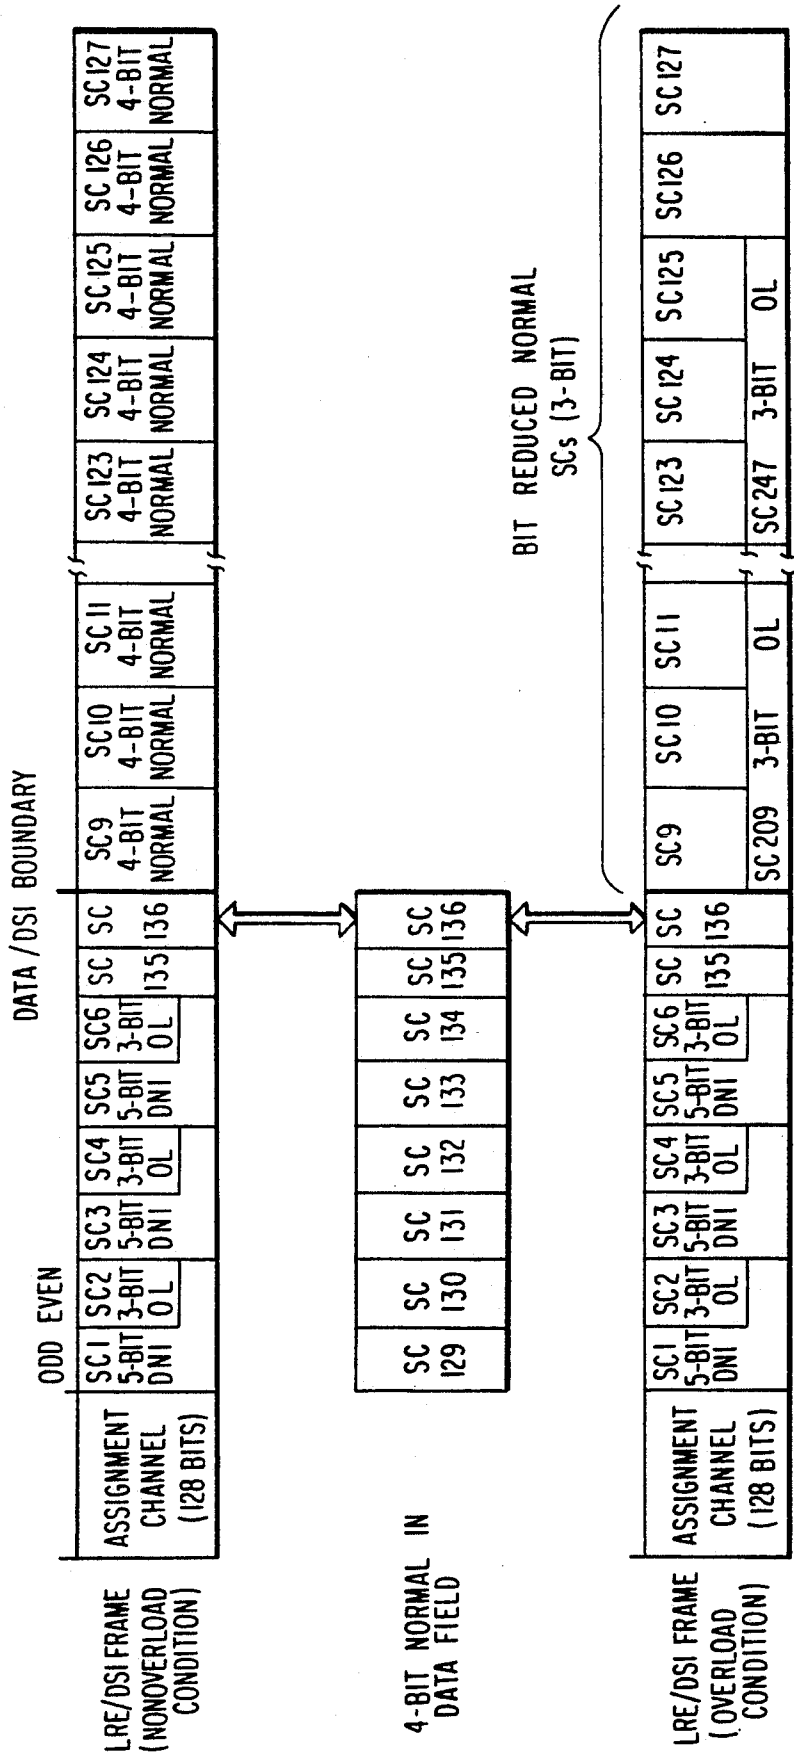 DATA/DSI BOUNDARY
ODD EVEN
LRE/DSI FRAME
(NONOVERLOAD
CONDITION)
ASSIGNMENT
CHANNEL
(128 BITS)
SC1
5-BIT
DNI
SC2
3-BIT
OL
SC3
5-BIT
DNI
SC4
3-BIT
OL
SC5
5-BIT
DNI
SC6
3-BIT
OL
SC
135
SC
136
SC9
4-BIT
NORMAL
SC10
4-BIT
NORMAL
SC11
4-BIT
NORMAL
SC123
4-BIT
NORMAL
SC124
4-BIT
NORMAL
SC125
4-BIT
NORMAL
SC126
4-BIT
NORMAL
SC127
4-BIT
NORMAL
4-BIT NORMAL IN
DATA FIELD
SC
129
SC
130
SC
131
SC
132
SC
133
SC
134
SC
135
SC
136
BIT REDUCED NORMAL
SCs (3-BIT)
LRE/DSI FRAME
(OVERLOAD
CONDITION)
ASSIGNMENT
CHANNEL
(128 BITS)
SC1
5-BIT
DNI
SC2
3-BIT
OL
SC3
5-BIT
DNI
SC4
3-BIT
OL
SC5
5-BIT
DNI
SC6
3-BIT
OL
SC
135
SC
136
SC9
SC10
SC11
SC123
SC124
SC125
SC126
SC127
SC209 3-BIT OL
SC247 3-BIT OL